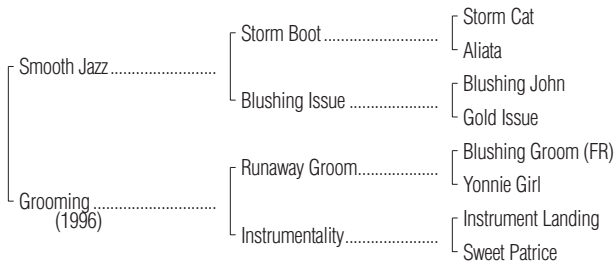 Storm Cat
Storm Boot
Aliata
Smooth Jazz
Blushing John
Blushing Issue
Gold Issue
Blushing Groom (FR)
Runaway Groom
Yonnie Girl
Grooming
(1996)
Instrument Landing
Instrumentality
Sweet Patrice